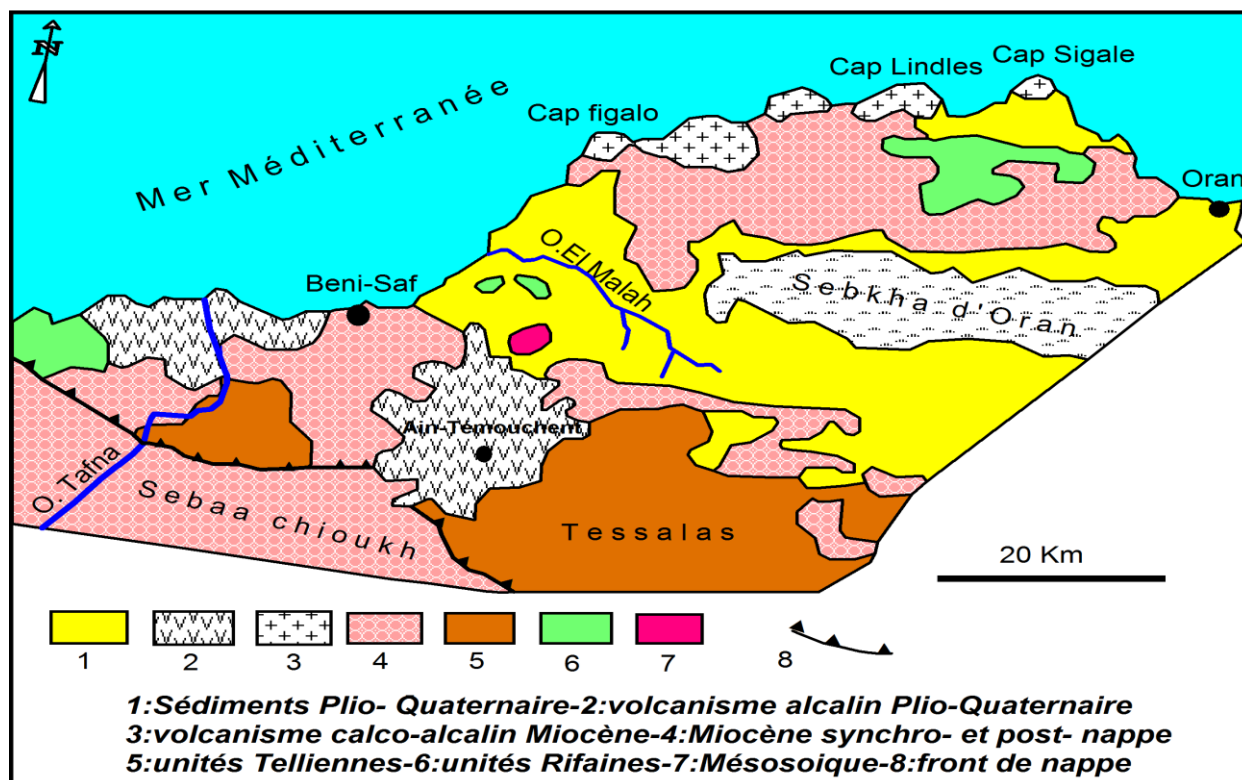 N
Mer Méditerranée
Cap figalo
Cap Lindles
Cap Sigale
Oran
O.El Malah
Beni-Saf
Sebkha d'Oran
Ain-Témouchent
O. Tafna
Sebaa chioukh
Tessalas
20 Km
1 2 3 4 5 6 7 8
1:Sédiments Plio- Quaternaire-2:volcanisme alcalin Plio-Quaternaire
3:volcanisme calco-alcalin Miocène-4:Miocène synchro- et post- nappe
5:unités Telliennes-6:unités Rifaines-7:Mésosoique-8:front de nappe